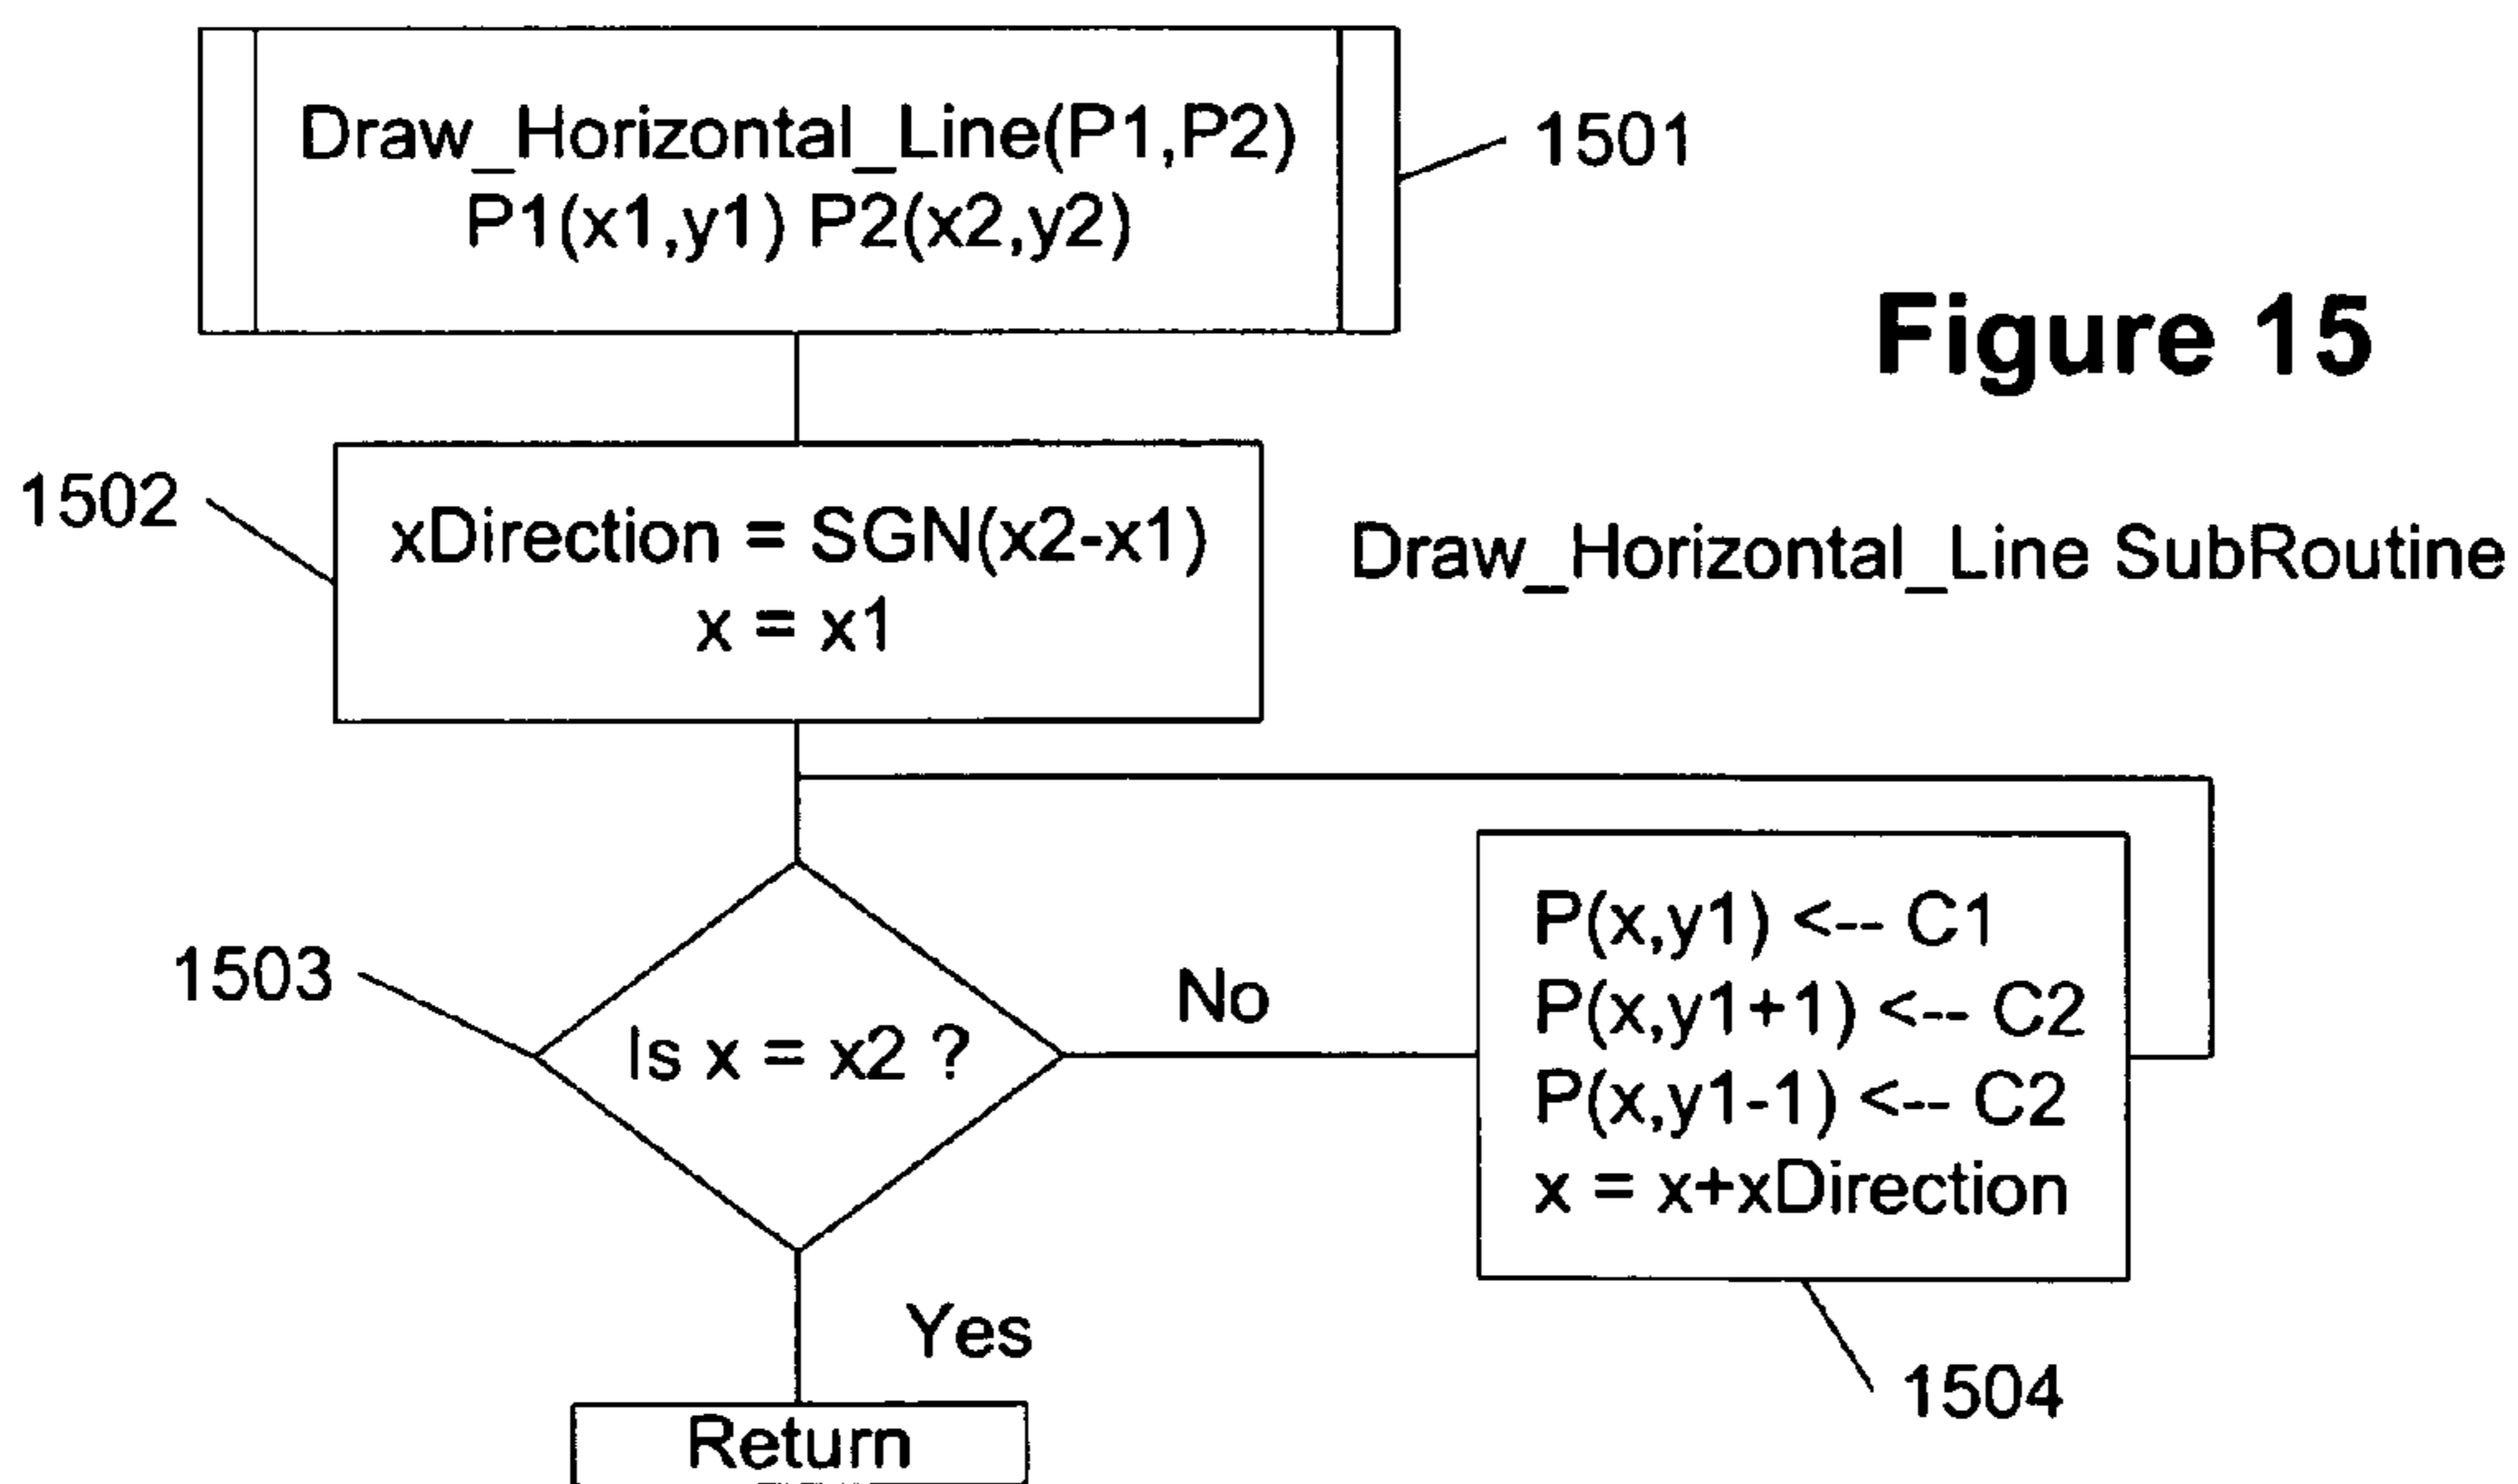 Draw_Horizontal_Line(P1,P2)
P1(x1,y1) P2(x2,y2)
1501
Figure 15
1502
xDirection = SGN(x2-x1)
x = x1
Draw_Horizontal_Line SubRoutine
1503
Is x = x2 ?
No
P(x,y1) <-- C1
P(x,y1+1) <-- C2
P(x,y1-1) <-- C2
x = x+xDirection
Yes
1504
Return